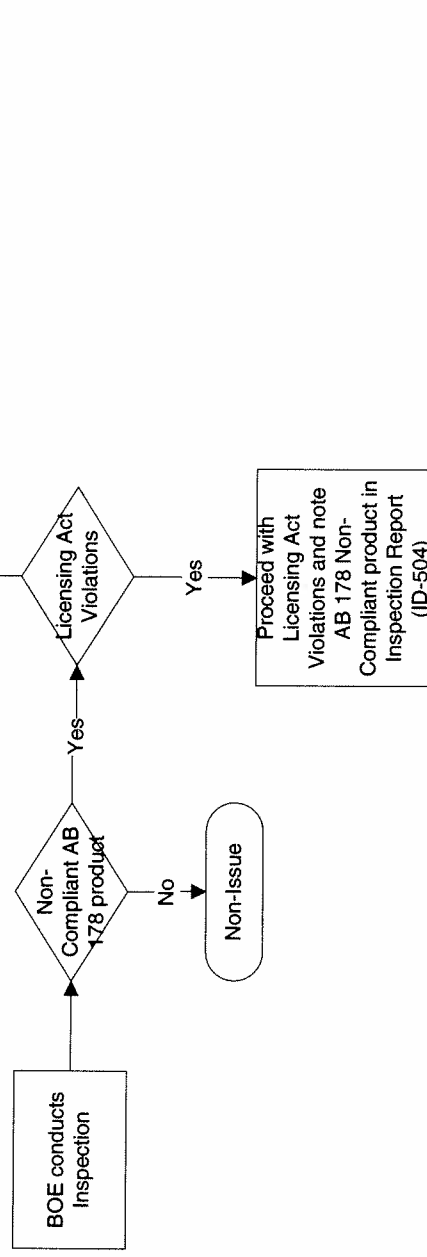 BOE conducts
Inspection
Non-
Compliant AB
178 product
No
Non-Issue
Yes
Licensing Act
Violations
Yes
Proceed with
Licensing Act
Violations and note
AB 178 Non-
Compliant product in
Inspection Report
(ID-504)